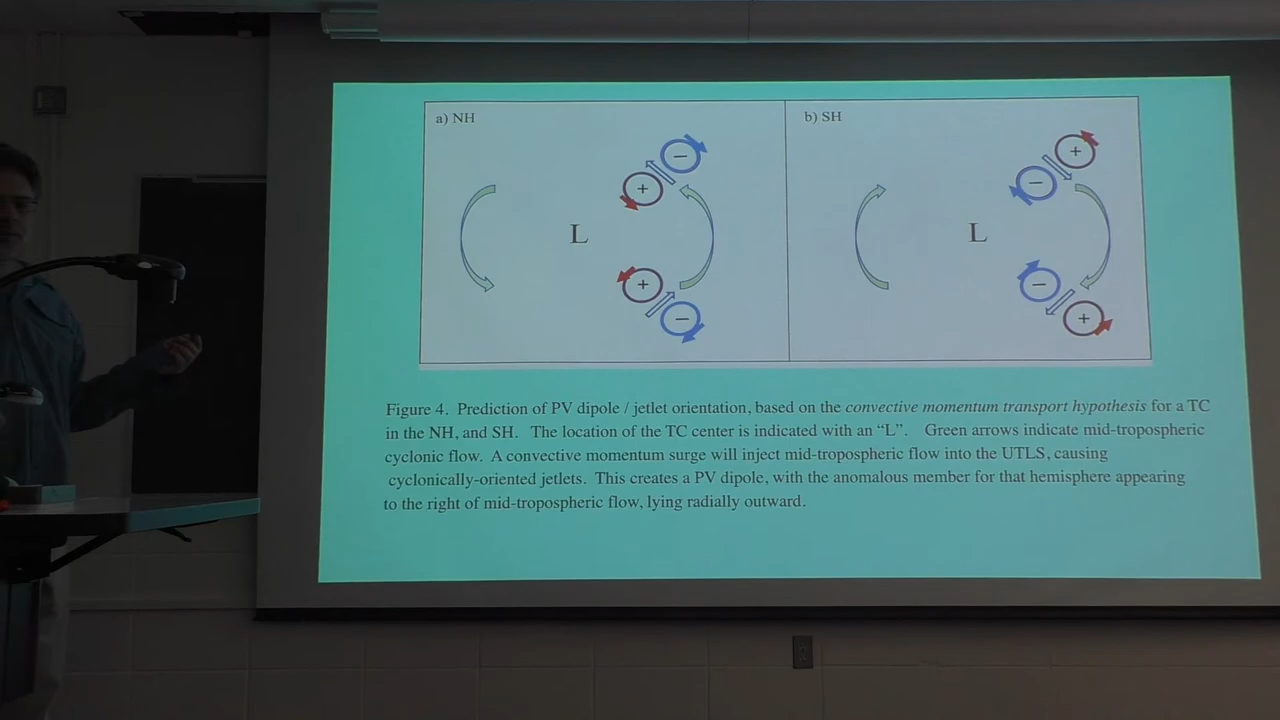 a) NH
b) SH
−
+
L
+
−
+
−
L
−
+
Figure 4. Prediction of PV dipole / jetlet orientation, based on the convective momentum transport hypothesis for a TC
in the NH, and SH. The location of the TC center is indicated with an “L”. Green arrows indicate mid-tropospheric
cyclonic flow. A convective momentum surge will inject mid-tropospheric flow into the UTLS, causing
cyclonically-oriented jetlets. This creates a PV dipole, with the anomalous member for that hemisphere appearing
to the right of mid-tropospheric flow, lying radially outward.